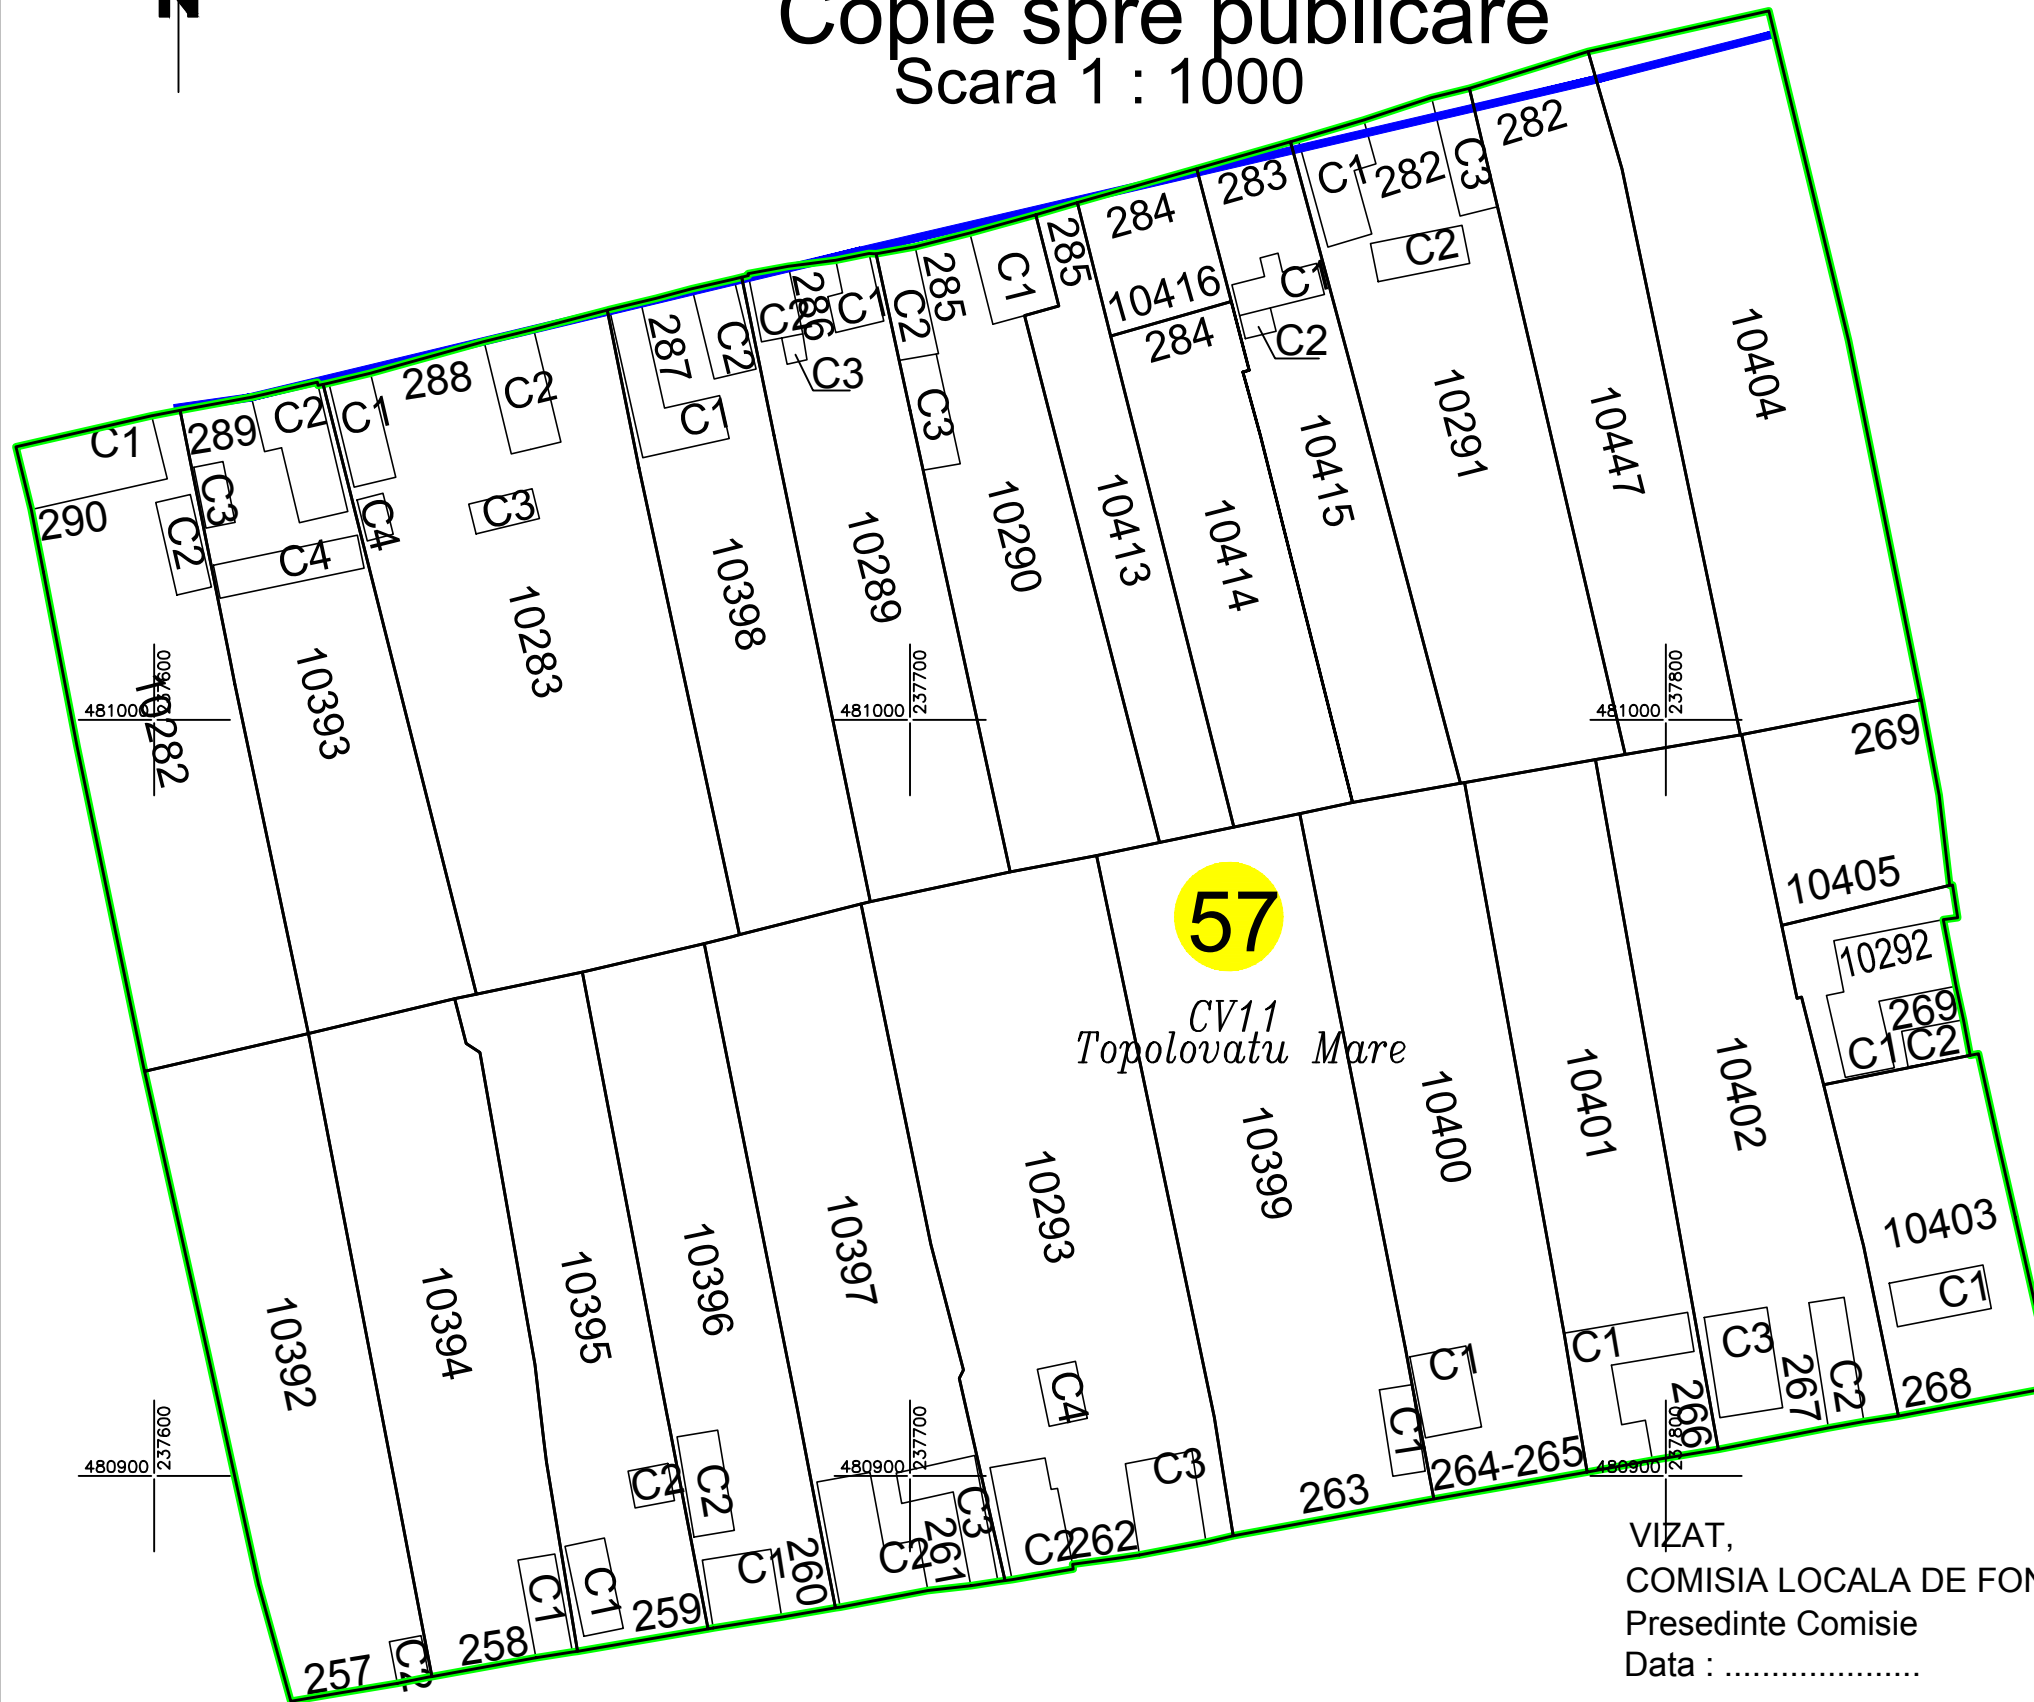 N
Copie spre publicare
Scara 1 : 1000
282
283
C1
282
C3
284
285
C2
10416
C1
284
C2
C1
285
C2
286
C1
C2
C3
C3
287
C2
C1
288
C2
C1
C3
C4
289
C2
C1
C3
290
C2
C4
10404
10447
10291
10415
10414
10413
10290
10289
10398
10283
10393
10282
481000
237600
481000
237700
481000
237800
269
10405
57
CV11
Topolovatu Mare
10292
269
C1
C2
10402
10401
10400
10399
10293
10397
10396
10395
10394
10392
10403
C1
C1
C3
267
C2
268
266
C1
C1
264-265
263
C4
C3
C2
262
C3
C2
261
C2
C2
C1
260
C1
C1
259
258
257
480900
237600
480900
237700
480900
237800
VIZAT,
COMISIA LOCALA DE FON
Presedinte Comisie
Data : .....................